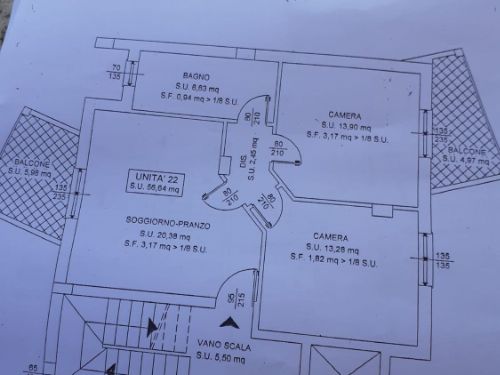 BAGNO
S.U. 6,63 mq
S.F. 0,94 mq > 1/8 S.U.
70
135
80
210
CAMERA
S.U. 13,90 mq
S.F. 3,17 mq > 1/8 S.U.
135
235
BALCONE
S.U. 4,97 mq
DIS.
S.U. 2,45 mq
80
210
BALCONE
S.U. 5,98 mq
135
235
UNITA' 22
S.U. 56,64 mq
80
210
80
210
SOGGIORNO-PRANZO
S.U. 20,38 mq
S.F. 3,17 mq > 1/8 S.U.
CAMERA
S.U. 13,28 mq
S.F. 1,82 mq > 1/8 S.U.
135
135
95
215
VANO SCALA
S.U. 5,50 mq
65